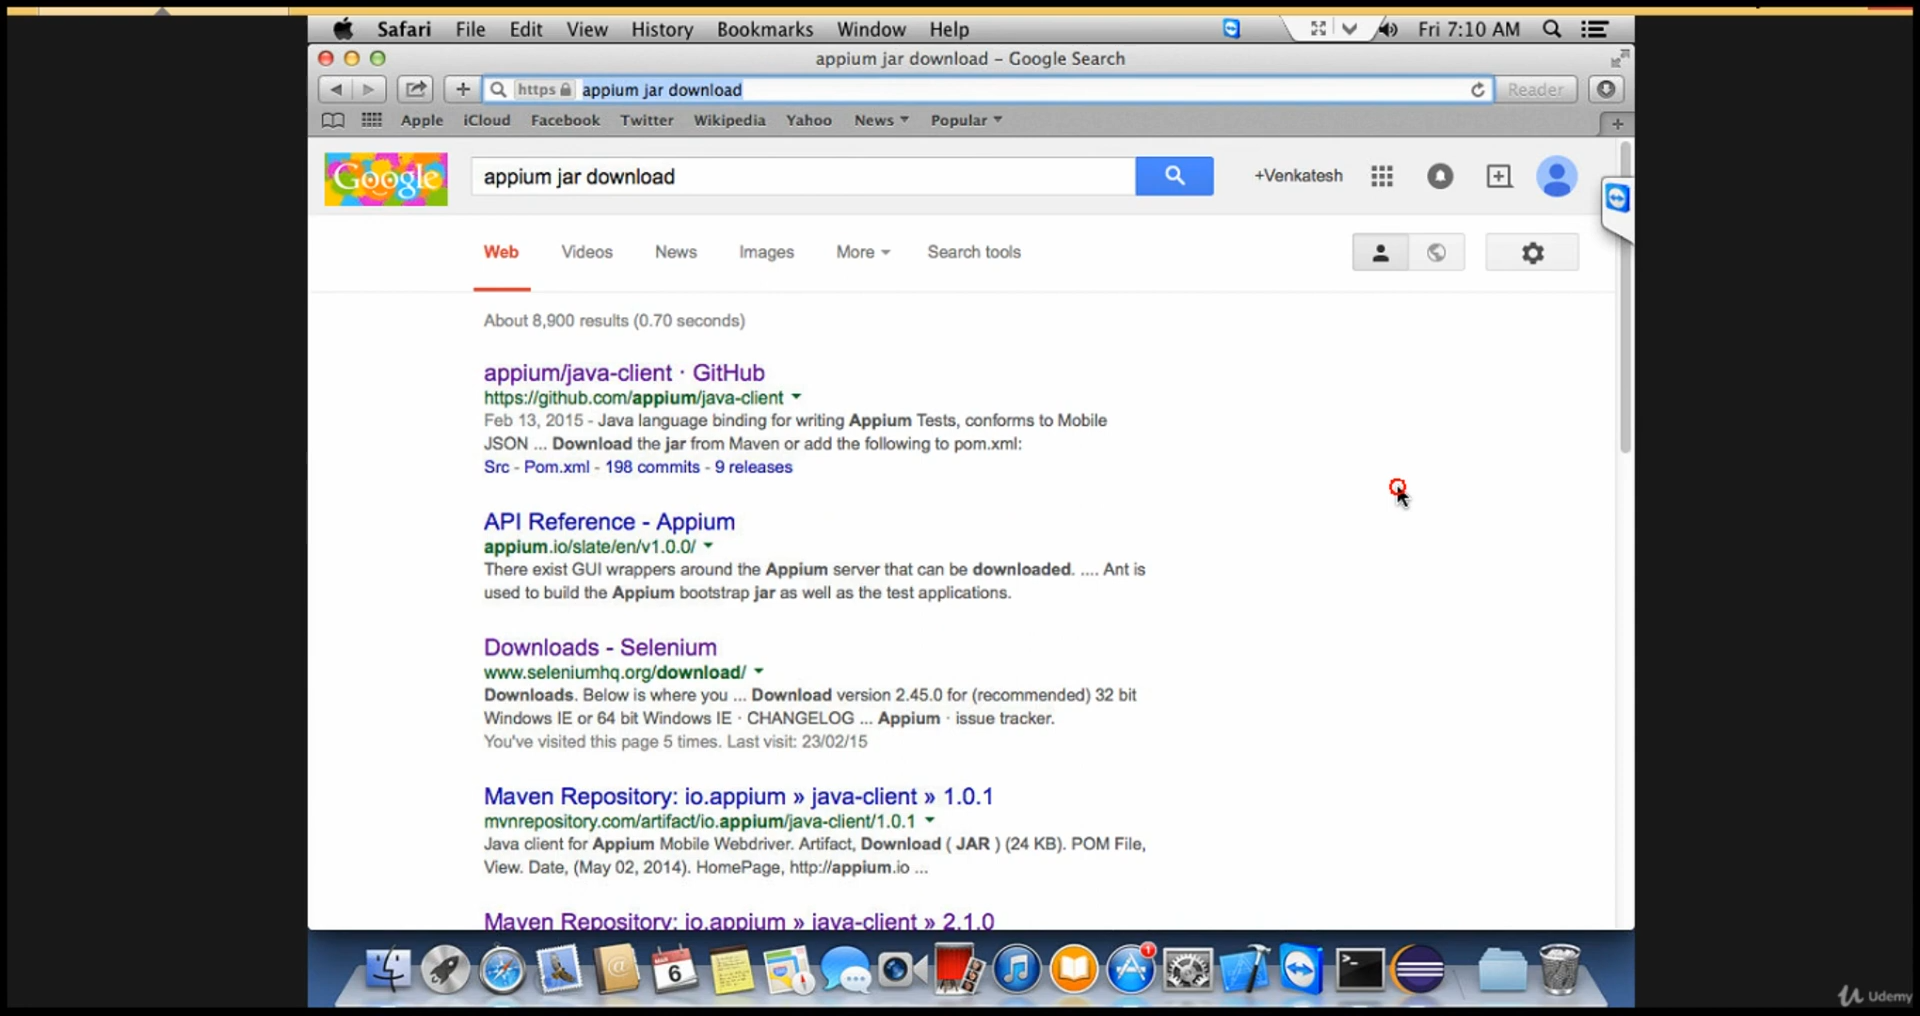 Safari File Edit View History Bookmarks Window Help Fri 7:10 AM
appium jar download – Google Search
https appium jar download Reader
Apple iCloud Facebook Twitter Wikipedia Yahoo News Popular
Google appium jar download +Venkatesh
Web Videos News Images More Search tools
About 8,900 results (0.70 seconds)
appium/java-client · GitHub
https://github.com/appium/java-client
Feb 13, 2015 - Java language binding for writing Appium Tests, conforms to Mobile
JSON ... Download the jar from Maven or add the following to pom.xml:
Src - Pom.xml - 198 commits - 9 releases
API Reference - Appium
appium.io/slate/en/v1.0.0/
There exist GUI wrappers around the Appium server that can be downloaded. .... Ant is
used to build the Appium bootstrap jar as well as the test applications.
Downloads - Selenium
www.seleniumhq.org/download/
Downloads. Below is where you ... Download version 2.45.0 for (recommended) 32 bit
Windows IE or 64 bit Windows IE · CHANGELOG ... Appium · issue tracker.
You've visited this page 5 times. Last visit: 23/02/15
Maven Repository: io.appium » java-client » 1.0.1
mvnrepository.com/artifact/io.appium/java-client/1.0.1
Java client for Appium Mobile Webdriver. Artifact, Download ( JAR ) (24 KB). POM File,
View. Date, (May 02, 2014). HomePage, http://appium.io ...
Maven Repository: io.appium » java-client » 2.1.0
6
1
Udemy